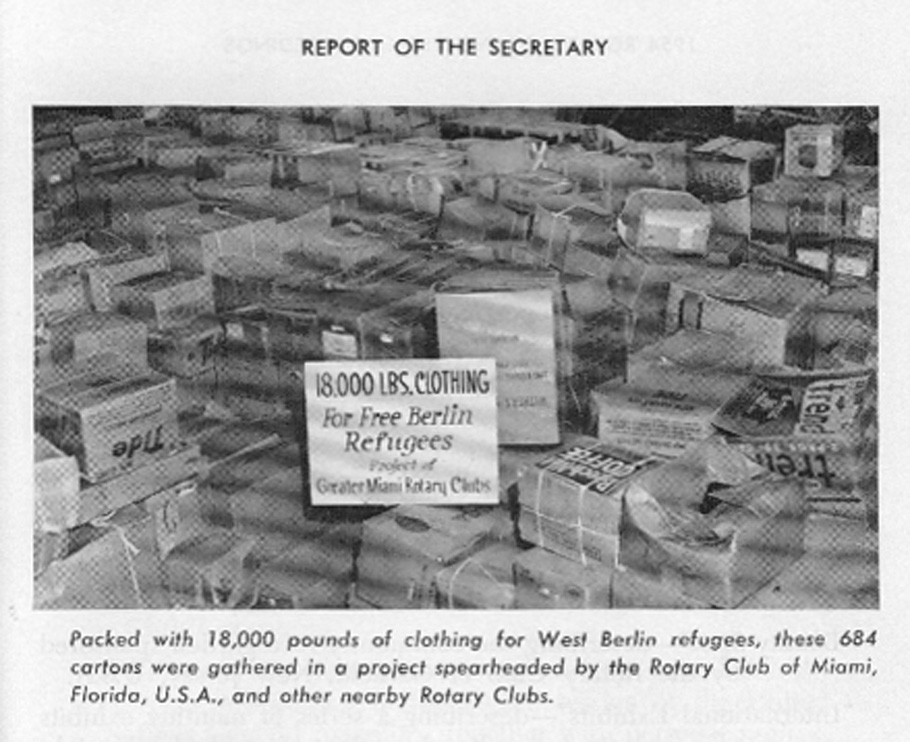 REPORT OF THE SECRETARY
18,000 LBS. CLOTHING
For Free Berlin
Refugees
Project of
Greater Miami Rotary Clubs
Tide
Packed with 18,000 pounds of clothing for West Berlin refugees, these 684
cartons were gathered in a project spearheaded by the Rotary Club of Miami,
Florida, U.S.A., and other nearby Rotary Clubs.